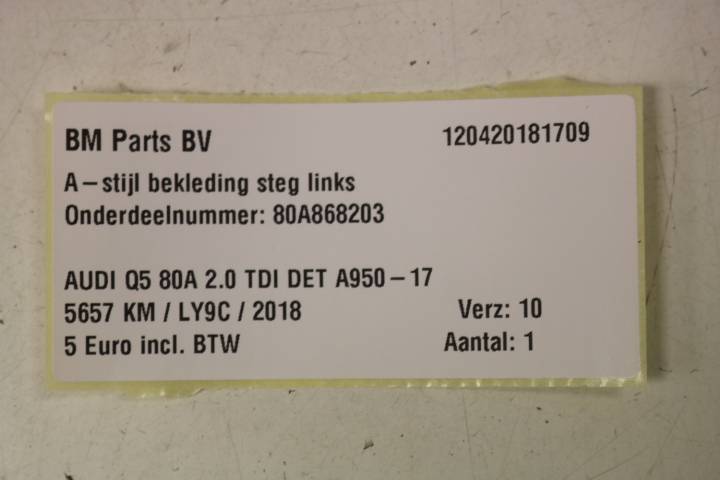 BM Parts BV 120420181709
A-stijl bekleding steg links
Onderdeelnummer: 80A868203
AUDI Q5 80A 2.0 TDI DET A950-17
5657 KM / LY9C / 2018 Verz: 10
5 Euro incl. BTW Aantal: 1